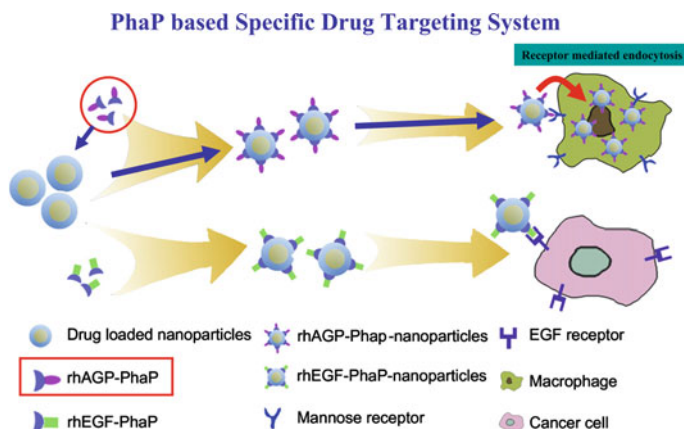 PhaP based Specific Drug Targeting System
Receptor mediated endocytosis
Drug loaded nanoparticles
rhAGP-Phap-nanoparticles
EGF receptor
rhAGP-PhaP
rhEGF-PhaP-nanoparticles
Macrophage
rhEGF-PhaP
Mannose receptor
Cancer cell